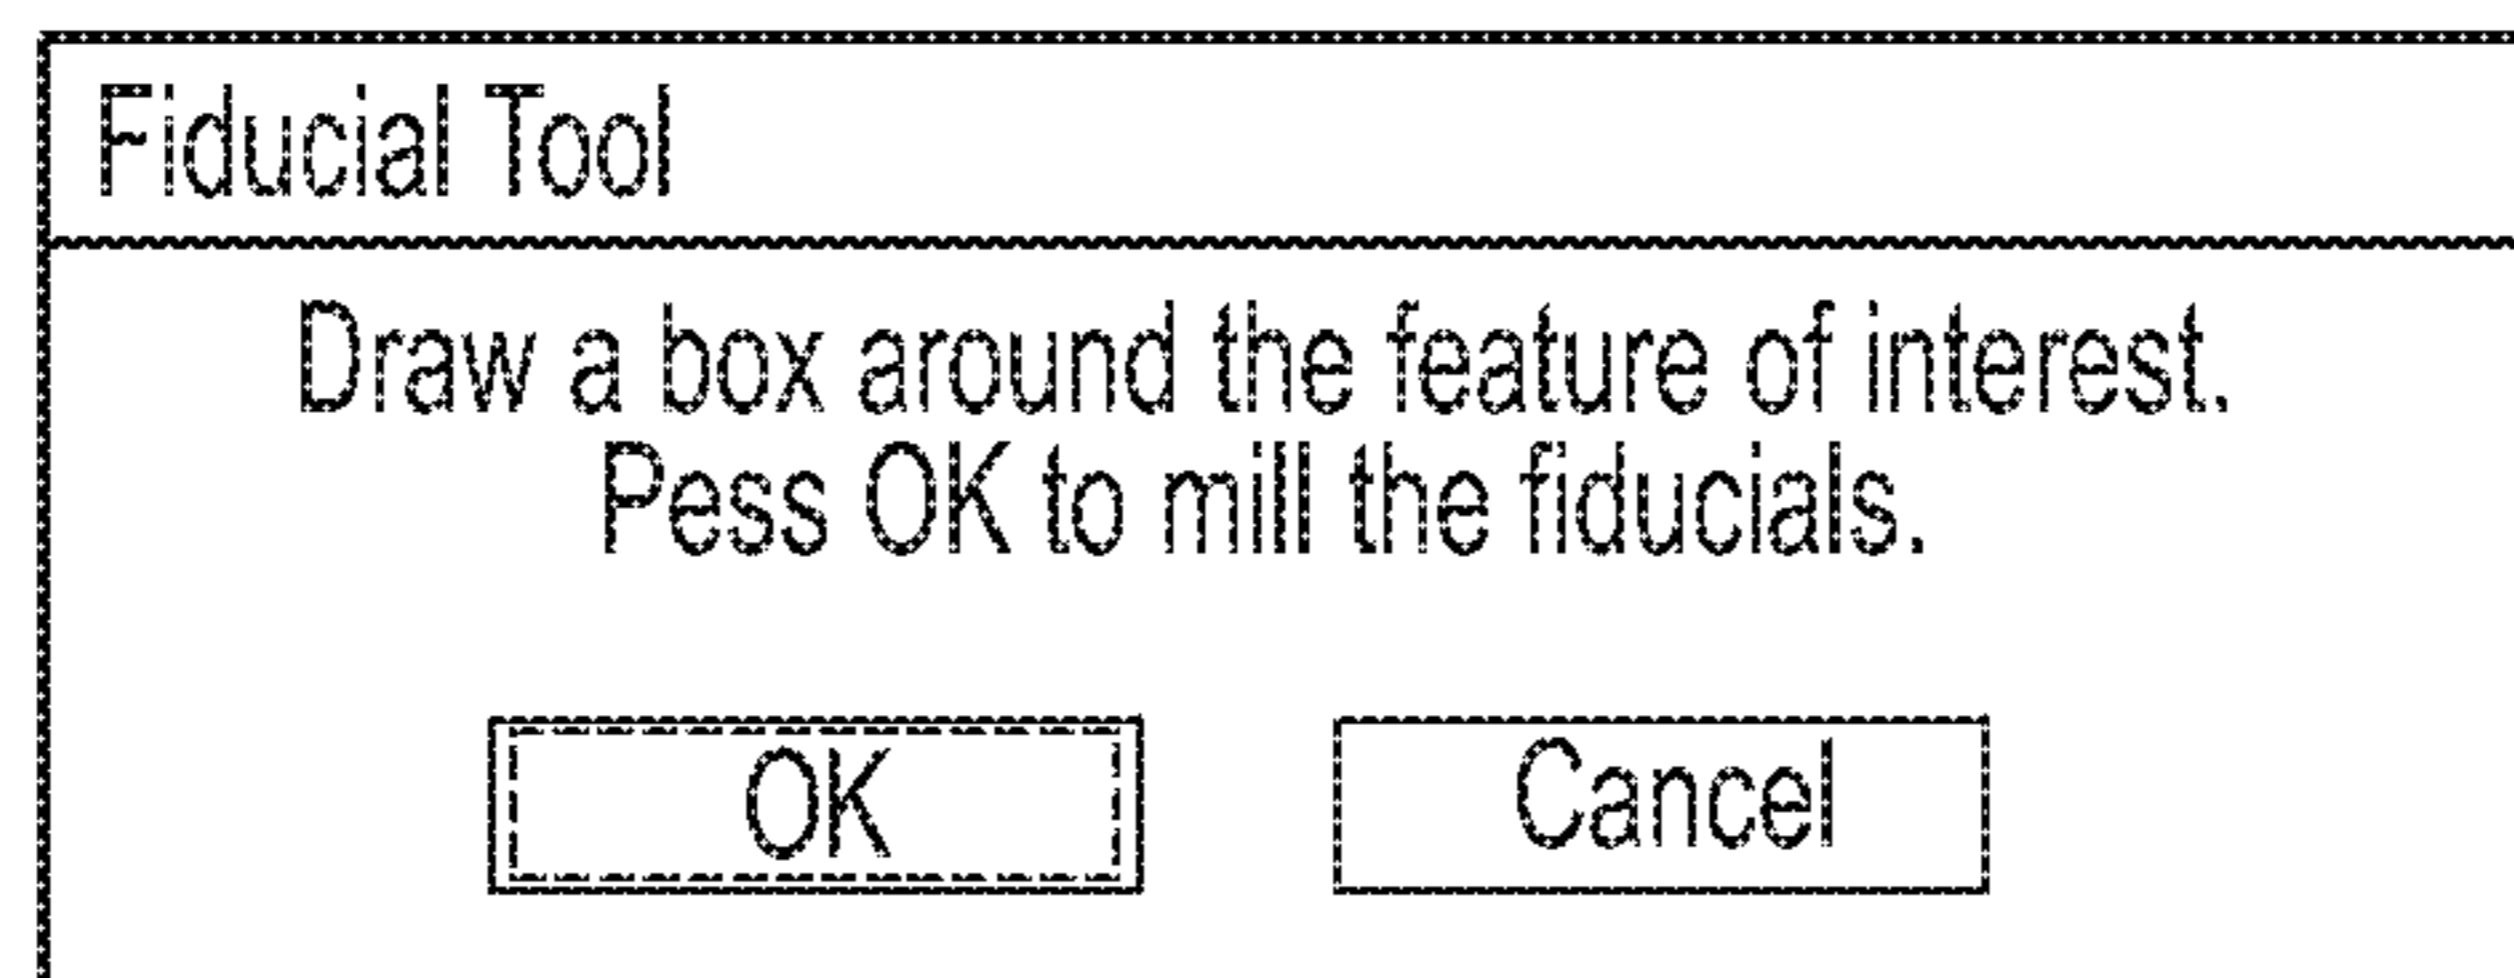 Fiducial Tool
Draw a box around the feature of interest.
Pess OK to mill the fiducials.
OK
Cancel